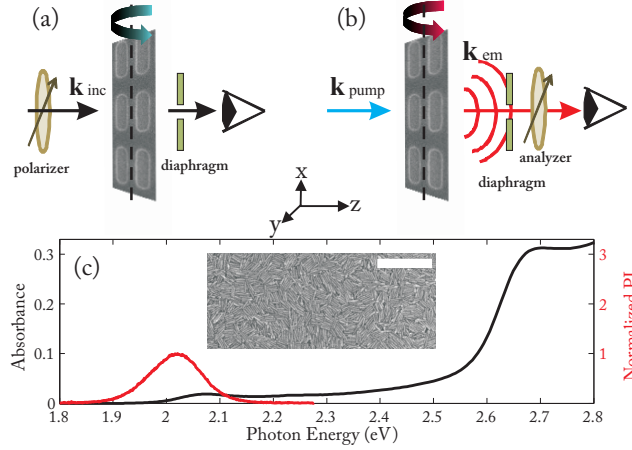 (a)
(b)
k inc
k pump
k em
polarizer
diaphragm
analyzer
diaphragm
x
y
z
(c)
Absorbance
0.3
0.2
0.1
0
3
2
1
Normalized PL
1.8
1.9
2
2.1
2.2
2.3
2.4
2.5
2.6
2.7
2.8
Photon Energy (eV)